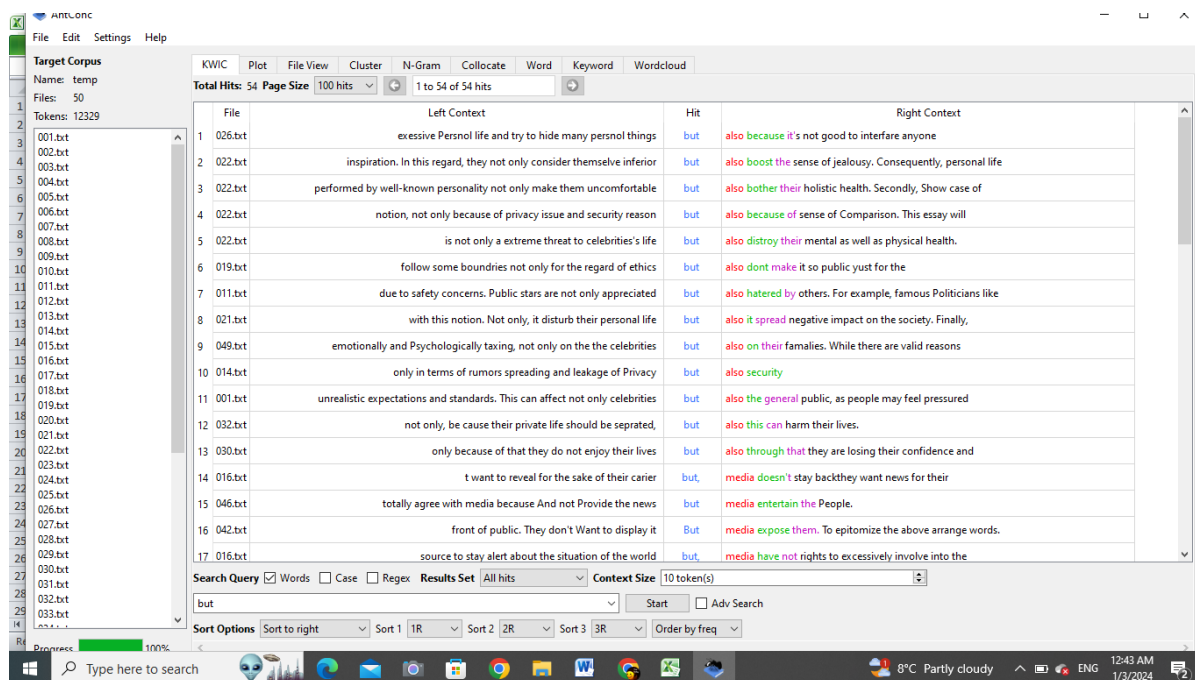 AntConc
File Edit Settings Help
Target Corpus
Name: temp
Files: 50
Tokens: 12329
001.txt
002.txt
003.txt
004.txt
005.txt
006.txt
007.txt
008.txt
009.txt
010.txt
011.txt
012.txt
013.txt
014.txt
015.txt
016.txt
017.txt
018.txt
019.txt
020.txt
021.txt
022.txt
023.txt
024.txt
025.txt
026.txt
027.txt
028.txt
029.txt
030.txt
031.txt
032.txt
033.txt
Progress 100%
KWIC Plot File View Cluster N-Gram Collocate Word Keyword Wordcloud
Total Hits: 54 Page Size 100 hits 1 to 54 of 54 hits
File Left Context Hit Right Context
1 026.txt exessive Persnol life and try to hide many persnol things but also because it's not good to interfare anyone
2 022.txt inspiration. In this regard, they not only consider themselve inferior but also boost the sense of jealousy. Consequently, personal life
3 022.txt performed by well-known personality not only make them uncomfortable but also bother their holistic health. Secondly, Show case of
4 022.txt notion, not only because of privacy issue and security reason but also because of sense of Comparison. This essay will
5 022.txt is not only a extreme threat to celebrities's life but also distroy their mental as well as physical health.
6 019.txt follow some boundries not only for the regard of ethics but also dont make it so public yust for the
7 011.txt due to safety concerns. Public stars are not only appreciated but also hatered by others. For example, famous Politicians like
8 021.txt with this notion. Not only, it disturb their personal life but also it spread negative impact on the society. Finally,
9 049.txt emotionally and Psychologically taxing, not only on the the celebrities but also on their famalies. While there are valid reasons
10 014.txt only in terms of rumors spreading and leakage of Privacy but also security
11 001.txt unrealistic expectations and standards. This can affect not only celebrities but also the general public, as people may feel pressured
12 032.txt not only, be cause their private life should be seprated, but also this can harm their lives.
13 030.txt only because of that they do not enjoy their lives but also through that they are losing their confidence and
14 016.txt t want to reveal for the sake of their carier but, media doesn't stay backthey want news for their
15 046.txt totally agree with media because And not Provide the news but media entertain the People.
16 042.txt front of public. They don't Want to display it But media expose them. To epitomize the above arrange words.
17 016.txt source to stay alert about the situation of the world but, media have not rights to excessively involve into the
Search Query Words Case Regex Results Set All hits Context Size 10 token(s)
but Start Adv Search
Sort Options Sort to right Sort 1 1R Sort 2 2R Sort 3 3R Order by freq
Type here to search
8°C Partly cloudy ENG 12:43 AM
1/3/2024